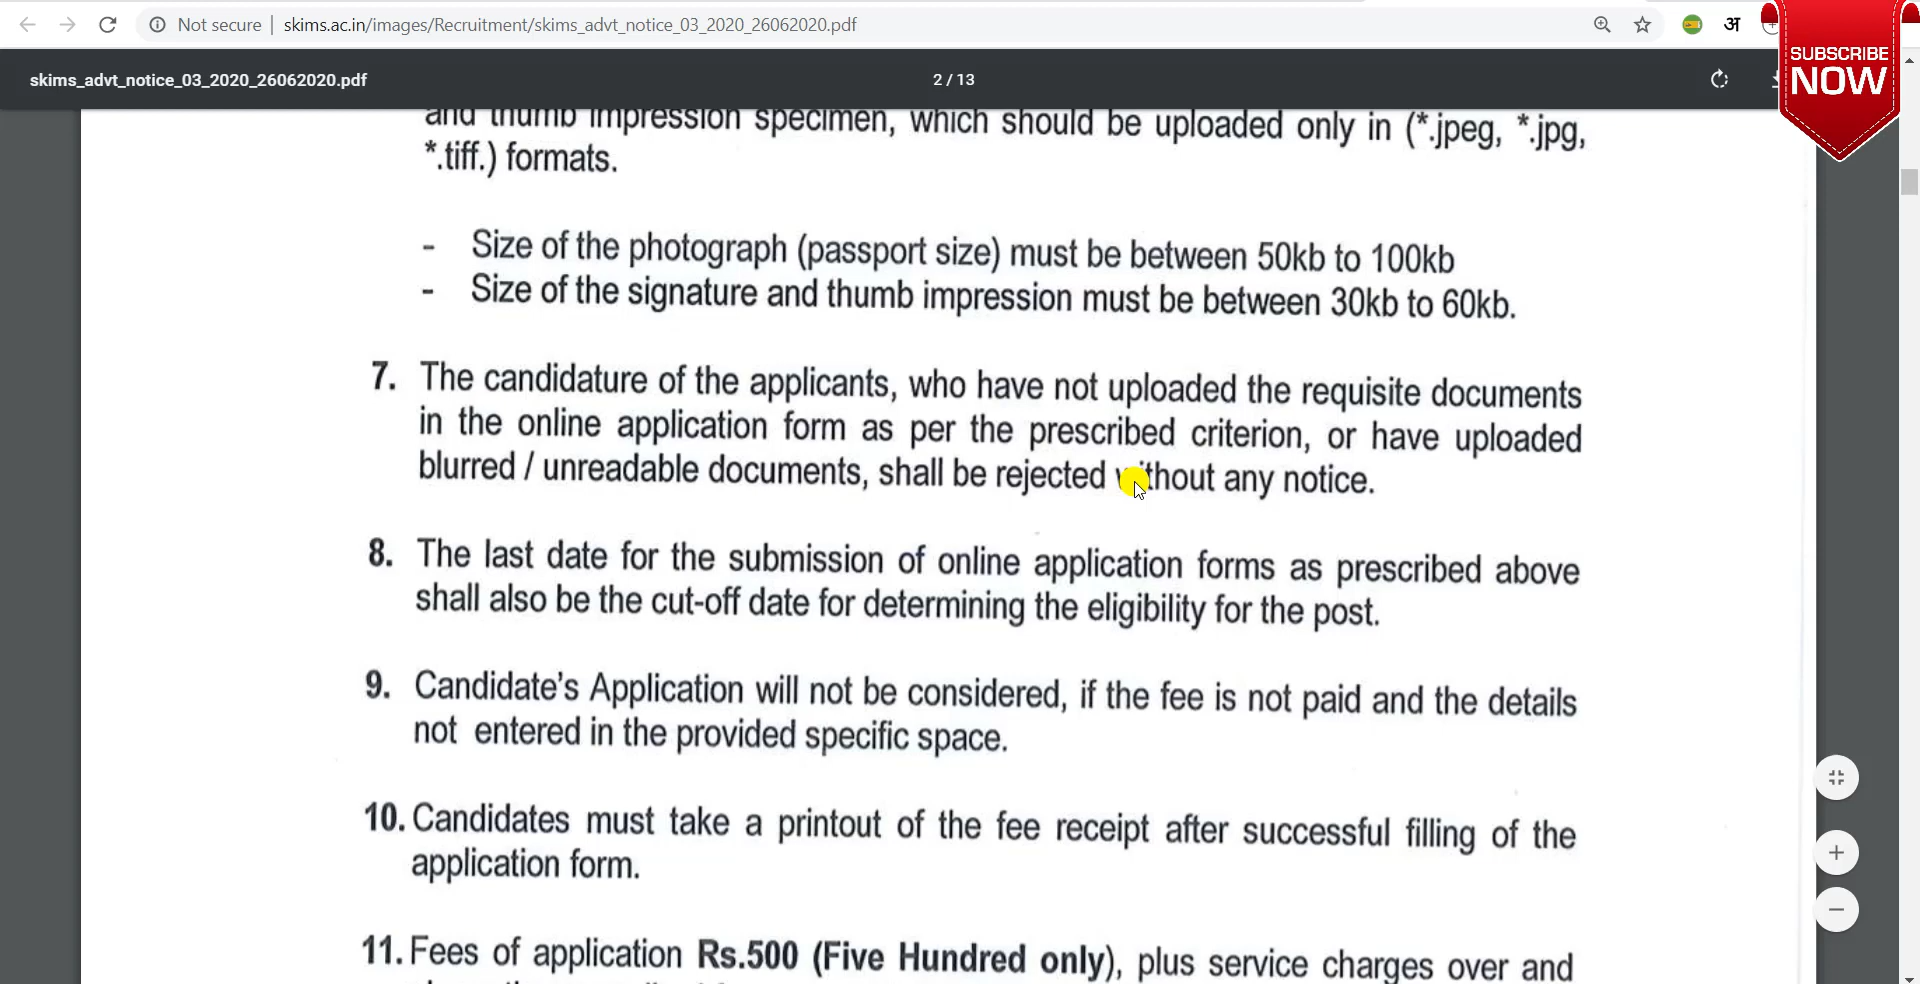 Not secure | skims.ac.in/images/Recruitment/skims_advt_notice_03_2020_26062020.pdf
अ
SUBSCRIBE
NOW
skims_advt_notice_03_2020_26062020.pdf
2 / 13
and thumb impression specimen, which should be uploaded only in (*.jpeg, *.jpg,
*.tiff.) formats.
- Size of the photograph (passport size) must be between 50kb to 100kb
- Size of the signature and thumb impression must be between 30kb to 60kb.
7. The candidature of the applicants, who have not uploaded the requisite documents
in the online application form as per the prescribed criterion, or have uploaded
blurred / unreadable documents, shall be rejected without any notice.
8. The last date for the submission of online application forms as prescribed above
shall also be the cut-off date for determining the eligibility for the post.
9. Candidate's Application will not be considered, if the fee is not paid and the details
not entered in the provided specific space.
10. Candidates must take a printout of the fee receipt after successful filling of the
application form.
11. Fees of application Rs.500 (Five Hundred only), plus service charges over and